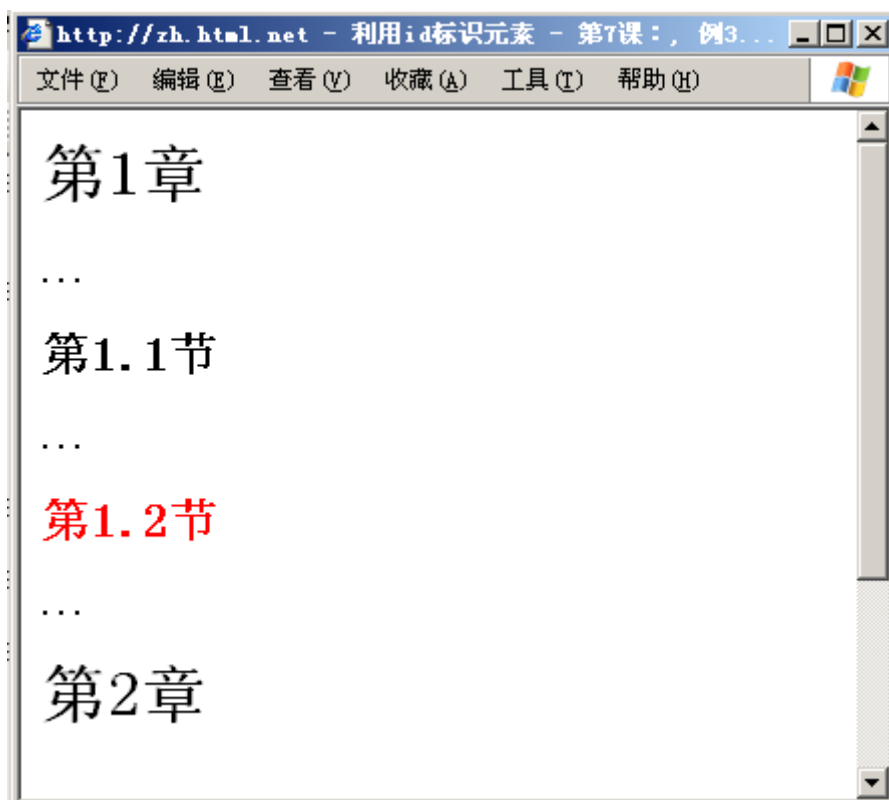 http://zh.html.net - 利用id标识元素 - 第7课：, 例3...
文件(F) 编辑(E) 查看(V) 收藏(A) 工具(T) 帮助(H)
第1章
...
第1.1节
...
第1.2节
...
第2章